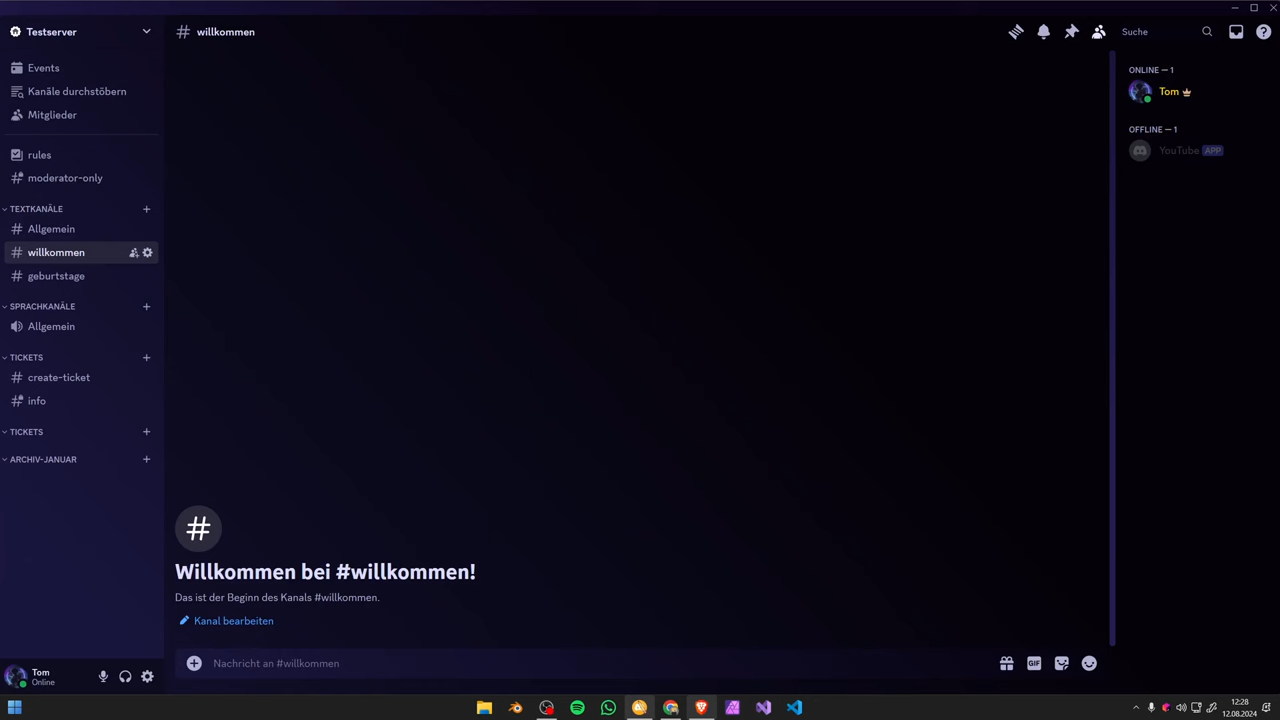 Testserver
Events
Kanäle durchstöbern
Mitglieder
rules
moderator-only
TEXTKANÄLE
Allgemein
willkommen
geburtstage
SPRACHKANÄLE
Allgemein
TICKETS
create-ticket
info
TICKETS
ARCHIV-JANUAR
Tom
Online
willkommen
Suche
Willkommen bei #willkommen!
Das ist der Beginn des Kanals #willkommen.
Kanal bearbeiten
Nachricht an #willkommen
GIF
ONLINE — 1
Tom
OFFLINE — 1
YouTube APP
12:28
12.08.2024